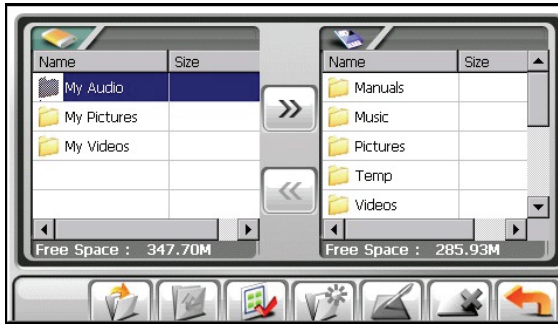 Name Size
My Audio
My Pictures
My Videos
Free Space : 347.70M
Name Size
Manuals
Music
Pictures
Temp
Videos
Free Space : 285.93M